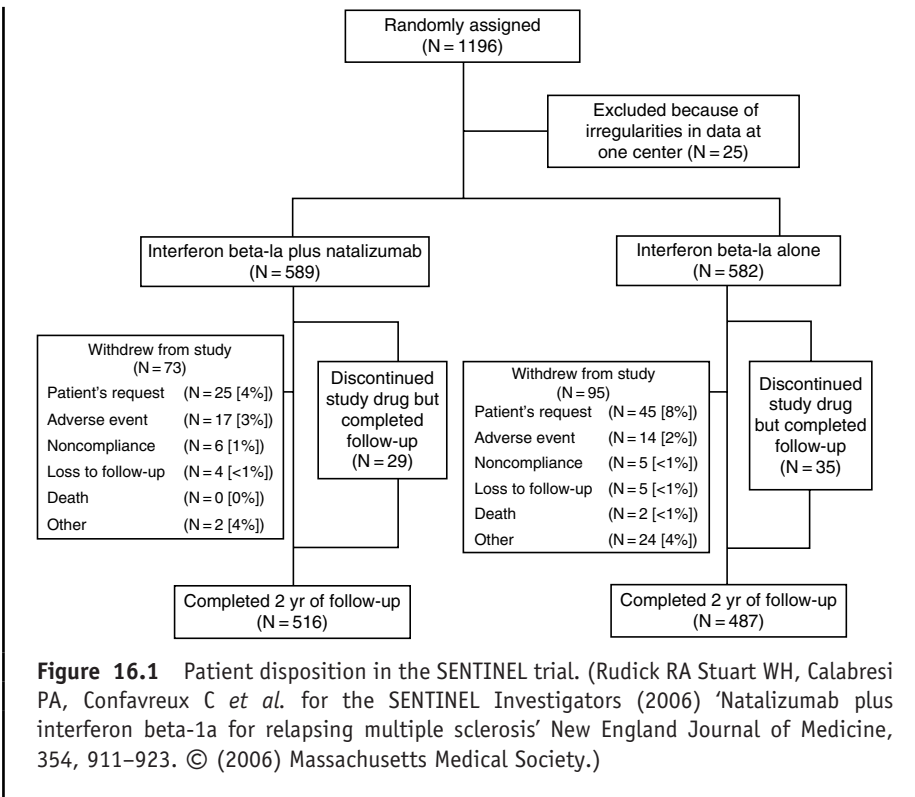 Randomly assigned
(N = 1196)
Excluded because of
irregularities in data at
one center (N = 25)
Interferon beta-la plus natalizumab
(N = 589)
Interferon beta-la alone
(N = 582)
Withdrew from study
(N = 73)
Patient's request (N = 25 [4%])
Adverse event (N = 17 [3%])
Noncompliance (N = 6 [1%])
Loss to follow-up (N = 4 [<1%])
Death (N = 0 [0%])
Other (N = 2 [4%])
Discontinued
study drug but
completed
follow-up
(N = 29)
Withdrew from study
(N = 95)
Patient's request (N = 45 [8%])
Adverse event (N = 14 [2%])
Noncompliance (N = 5 [<1%])
Loss to follow-up (N = 5 [<1%])
Death (N = 2 [<1%])
Other (N = 24 [4%])
Discontinued
study drug
but completed
follow-up
(N = 35)
Completed 2 yr of follow-up
(N = 516)
Completed 2 yr of follow-up
(N = 487)
Figure 16.1 Patient disposition in the SENTINEL trial. (Rudick RA Stuart WH, Calabresi
PA, Confavreux C et al. for the SENTINEL Investigators (2006) ‘Natalizumab plus
interferon beta-1a for relapsing multiple sclerosis’ New England Journal of Medicine,
354, 911–923. © (2006) Massachusetts Medical Society.)